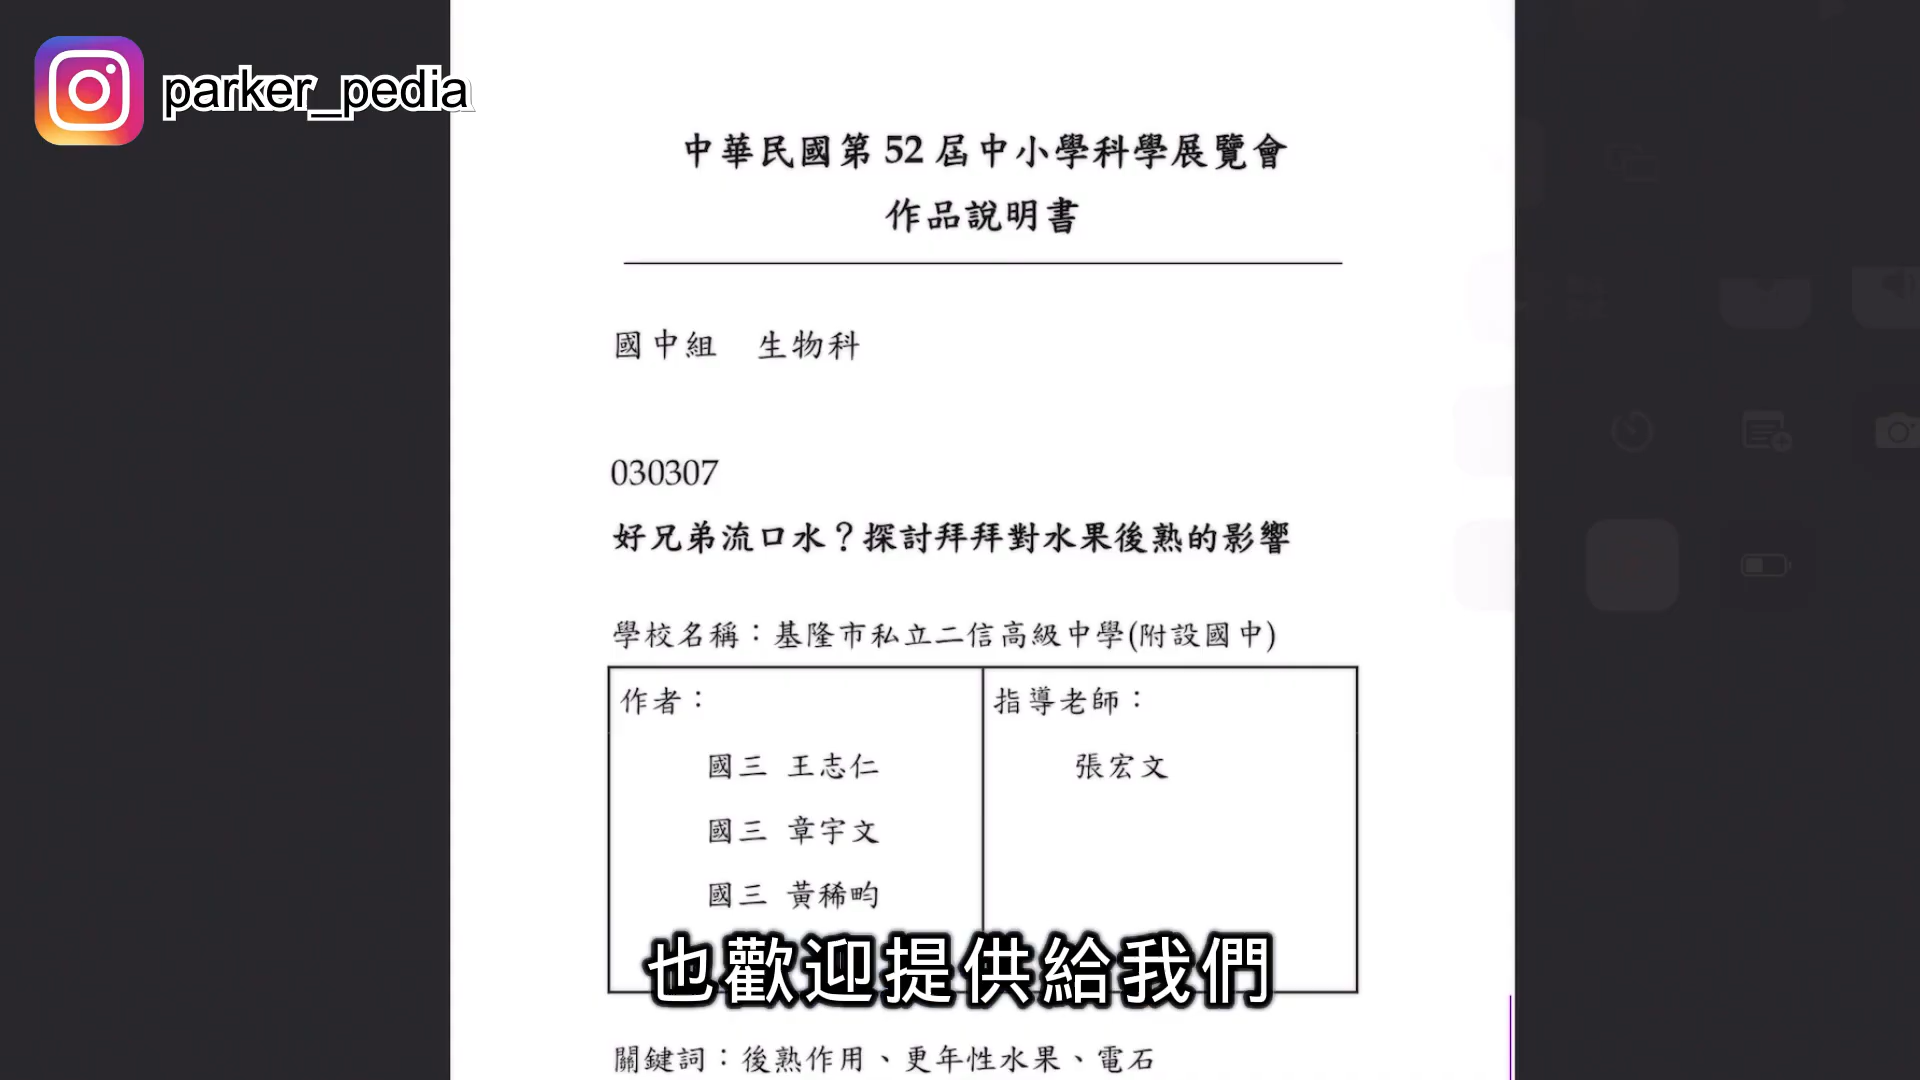 parker_pedia
中華民國第 52 屆中小學科學展覽會
作品說明書
國中組 生物科
030307
好兄弟流口水？探討拜拜對水果後熟的影響
學校名稱：基隆市私立二信高級中學(附設國中)
作者：
國三 王志仁
國三 章宇文
國三 黃稀畇
指導老師：
張宏文
也歡迎提供給我們
關鍵詞：後熟作用、更年性水果、電石